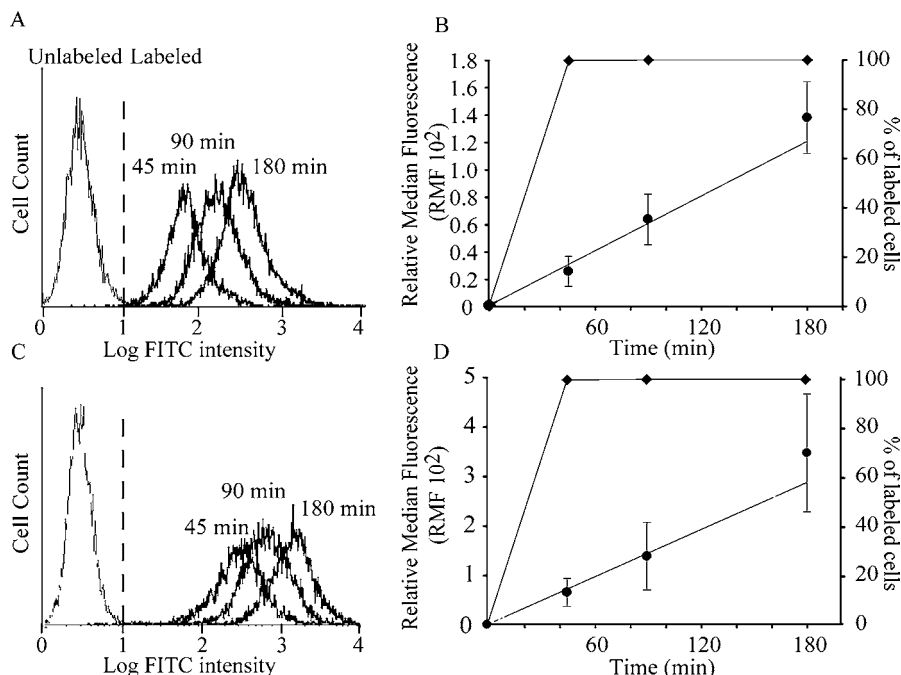 A
Unlabeled Labeled
90 min
45 min
180 min
Cell Count
0 1 2 3 4
Log FITC intensity
B
1.8
1.6
1.4
1.2
1
0.8
0.6
0.4
0.2
0
Relative Median Fluorescence
(RMF 10²)
100
80
60
40
20
0
% of labeled
cells
60 120 180
Time (min)
C
90 min
45 min
180 min
Cell Count
0 1 2 3 4
Log FITC intensity
D
5
4
3
2
1
0
Relative Median Fluorescence
(RMF 10²)
100
80
60
40
20
0
% of labeled cells
60 120 180
Time (min)